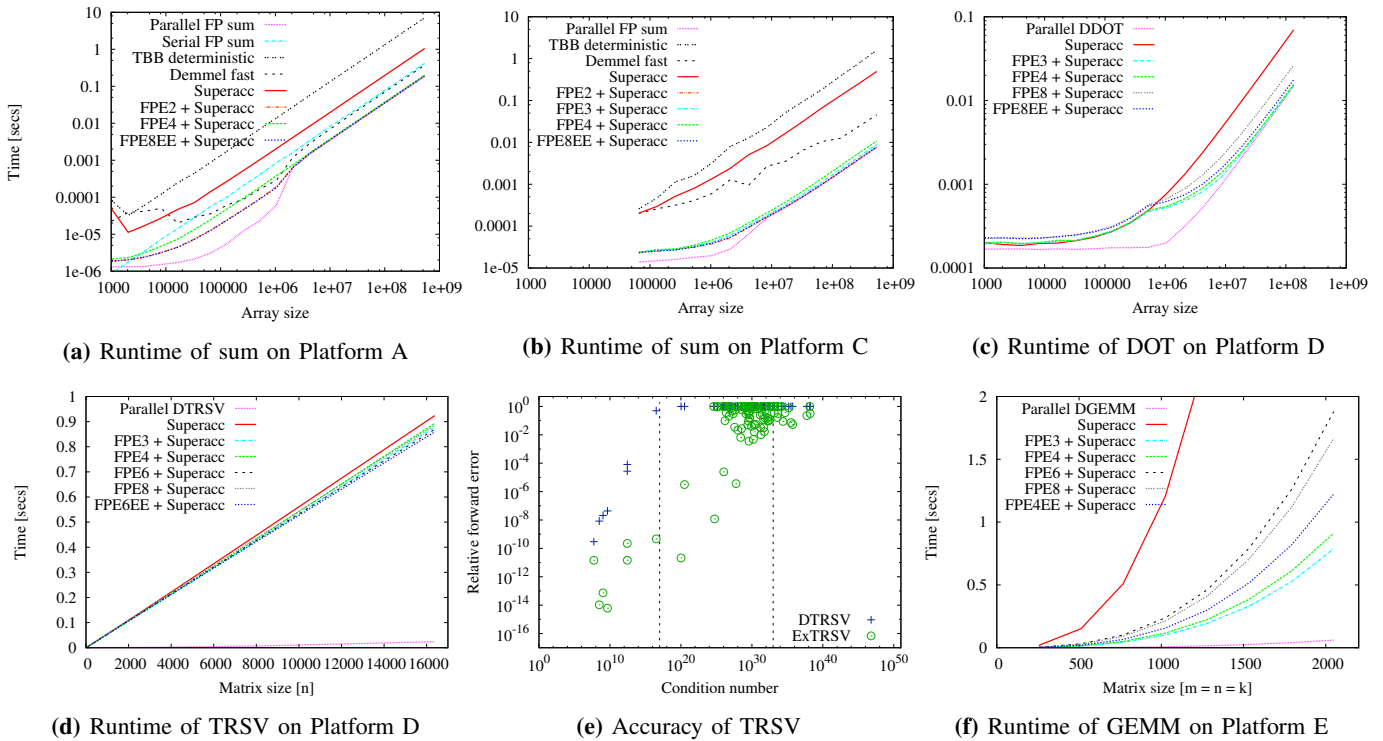 10
1
0.1
0.01
0.001
0.0001
1e-05
1e-06
Time [secs]
Parallel FP sum
Serial FP sum
TBB deterministic
Demmel fast
Superacc
FPE2 + Superacc
FPE4 + Superacc
FPE8EE + Superacc
1000 10000 100000 1e+06 1e+07 1e+08 1e+09
Array size
(a) Runtime of sum on Platform A
10
1
0.1
0.01
0.001
0.0001
1e-05
Parallel FP sum
TBB deterministic
Demmel fast
Superacc
FPE2 + Superacc
FPE3 + Superacc
FPE4 + Superacc
FPE8EE + Superacc
1000 10000 100000 1e+06 1e+07 1e+08 1e+09
Array size
(b) Runtime of sum on Platform C
0.1
0.01
0.001
0.0001
Parallel DDOT
Superacc
FPE3 + Superacc
FPE4 + Superacc
FPE8 + Superacc
FPE8EE + Superacc
1000 10000 100000 1e+06 1e+07 1e+08 1e+09
Array size
(c) Runtime of DOT on Platform D
1
0.9
0.8
0.7
0.6
0.5
0.4
0.3
0.2
0.1
0
Time [secs]
Parallel DTRSV
Superacc
FPE3 + Superacc
FPE4 + Superacc
FPE6 + Superacc
FPE8 + Superacc
FPE6EE + Superacc
0 2000 4000 6000 8000 10000 12000 14000 16000
Matrix size [n]
(d) Runtime of TRSV on Platform D
10^0
10^-2
10^-4
10^-6
10^-8
10^-10
10^-12
10^-14
10^-16
Relative forward error
DTRSV
ExTRSV
10^0 10^10 10^20 10^30 10^40 10^50
Condition number
(e) Accuracy of TRSV
2
1.5
1
0.5
0
Time [secs]
Parallel DGEMM
Superacc
FPE3 + Superacc
FPE4 + Superacc
FPE6 + Superacc
FPE8 + Superacc
FPE4EE + Superacc
0 500 1000 1500 2000
Matrix size [m = n = k]
(f) Runtime of GEMM on Platform E